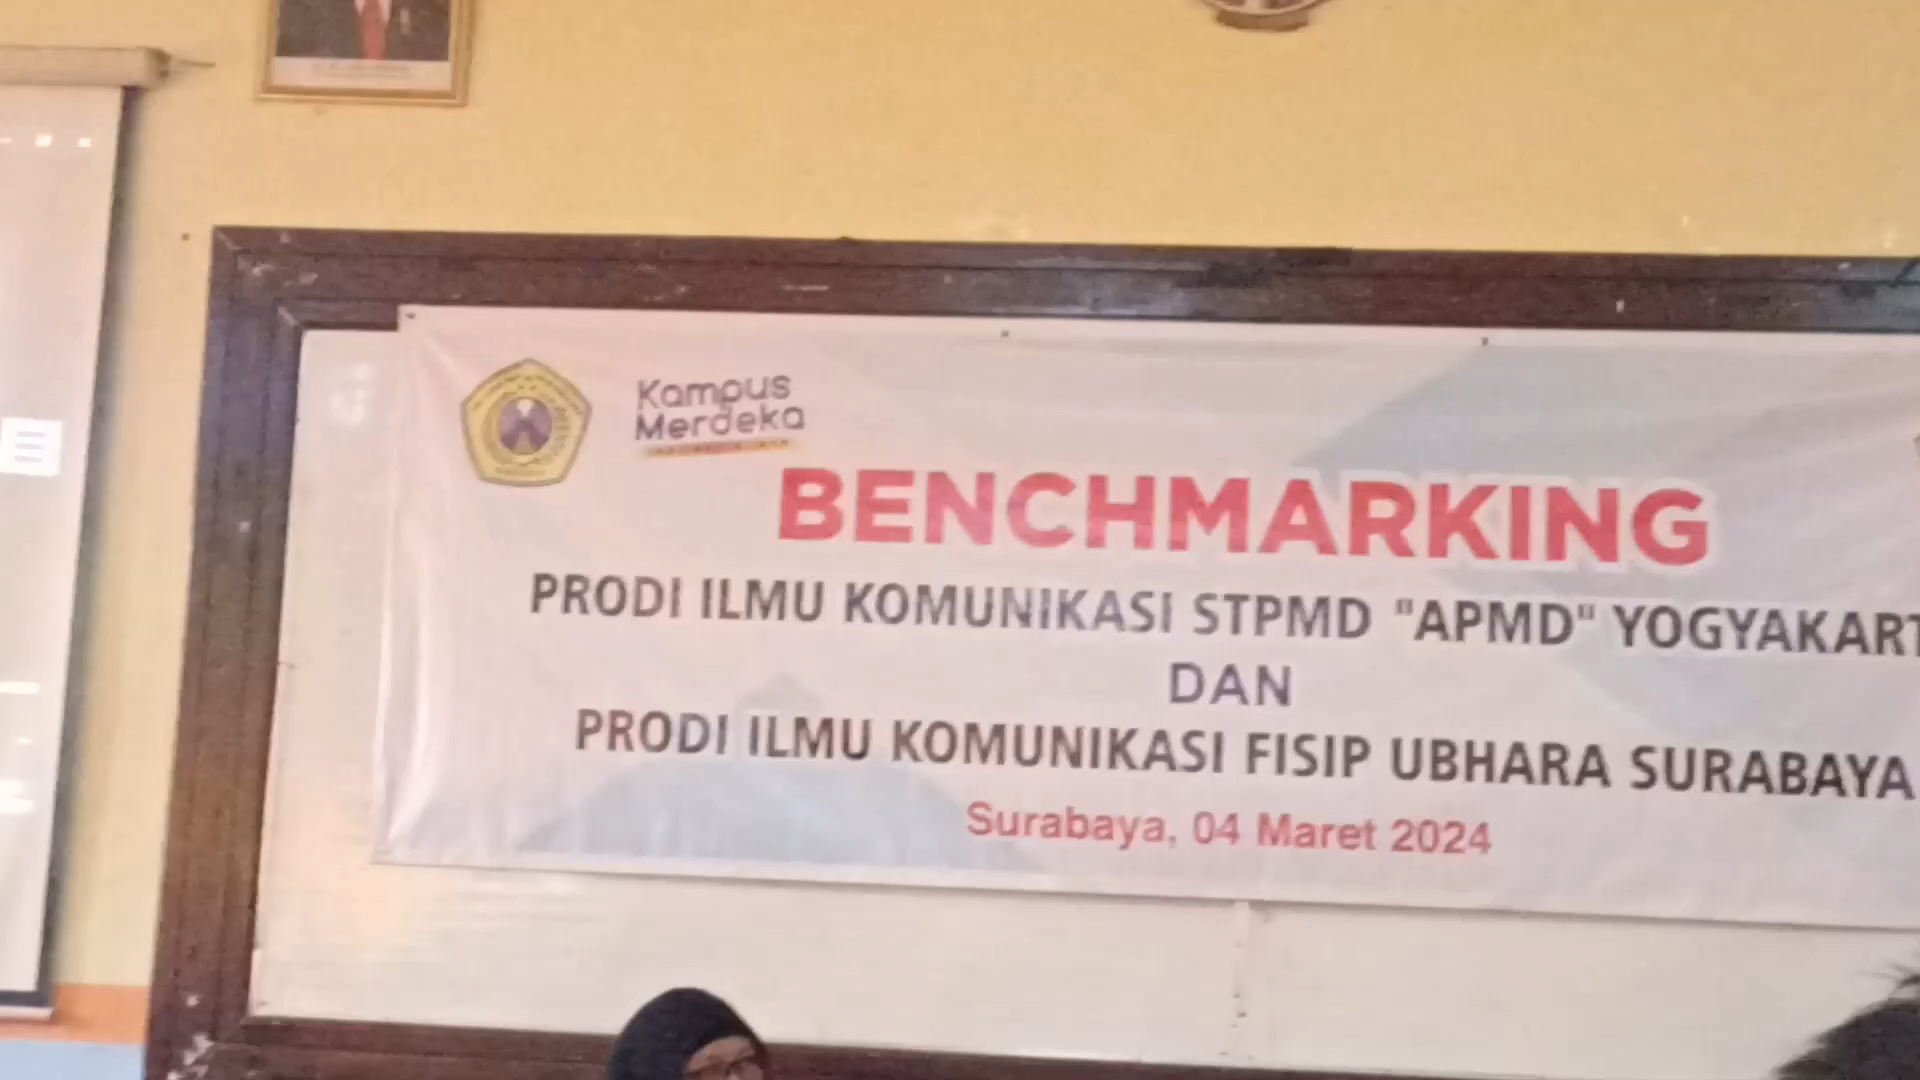 Kampus
Merdeka
BENCHMARKING
PRODI ILMU KOMUNIKASI STPMD "APMD" YOGYAKART
DAN
PRODI ILMU KOMUNIKASI FISIP UBHARA SURABAYA
Surabaya, 04 Maret 2024